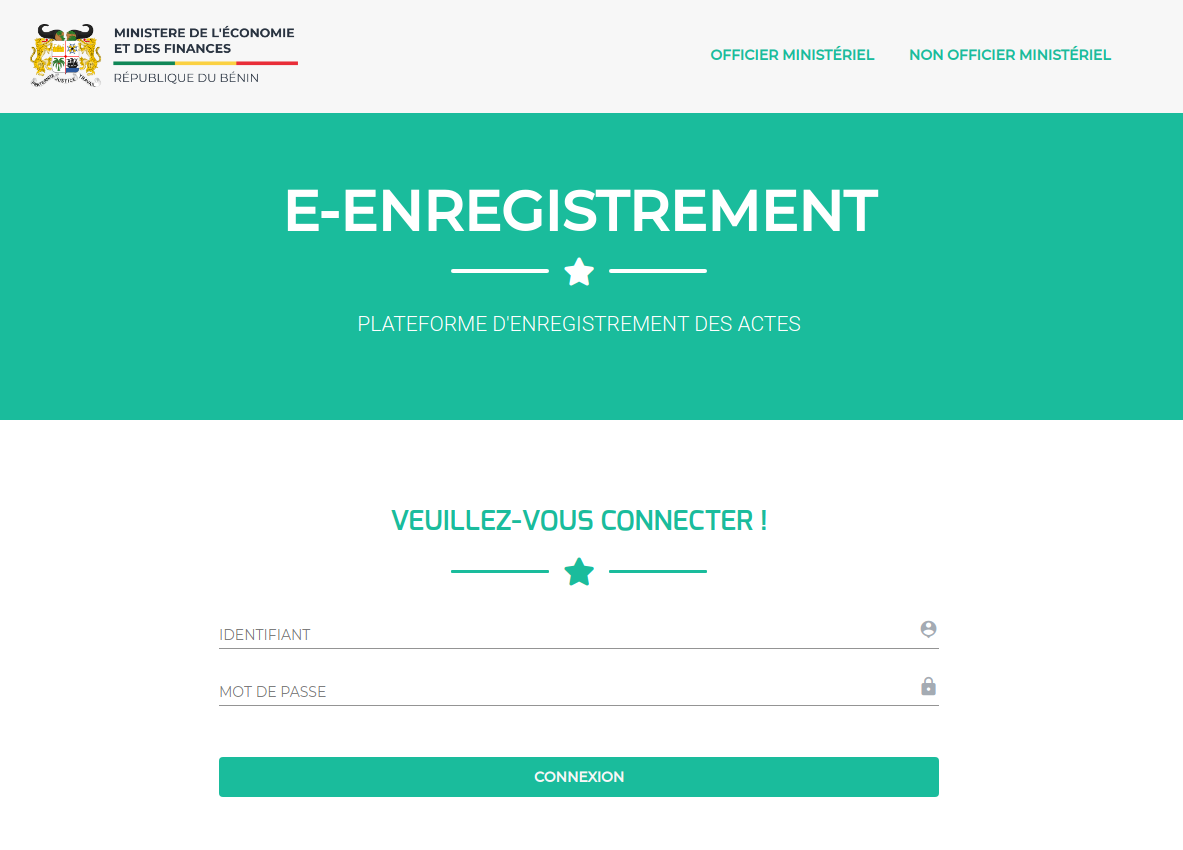 MINISTERE DE L'ÉCONOMIE
ET DES FINANCES
RÉPUBLIQUE DU BÉNIN
OFFICIER MINISTÉRIEL
NON OFFICIER MINISTÉRIEL
E-ENREGISTREMENT
PLATEFORME D'ENREGISTREMENT DES ACTES
VEUILLEZ-VOUS CONNECTER !
IDENTIFIANT
MOT DE PASSE
CONNEXION